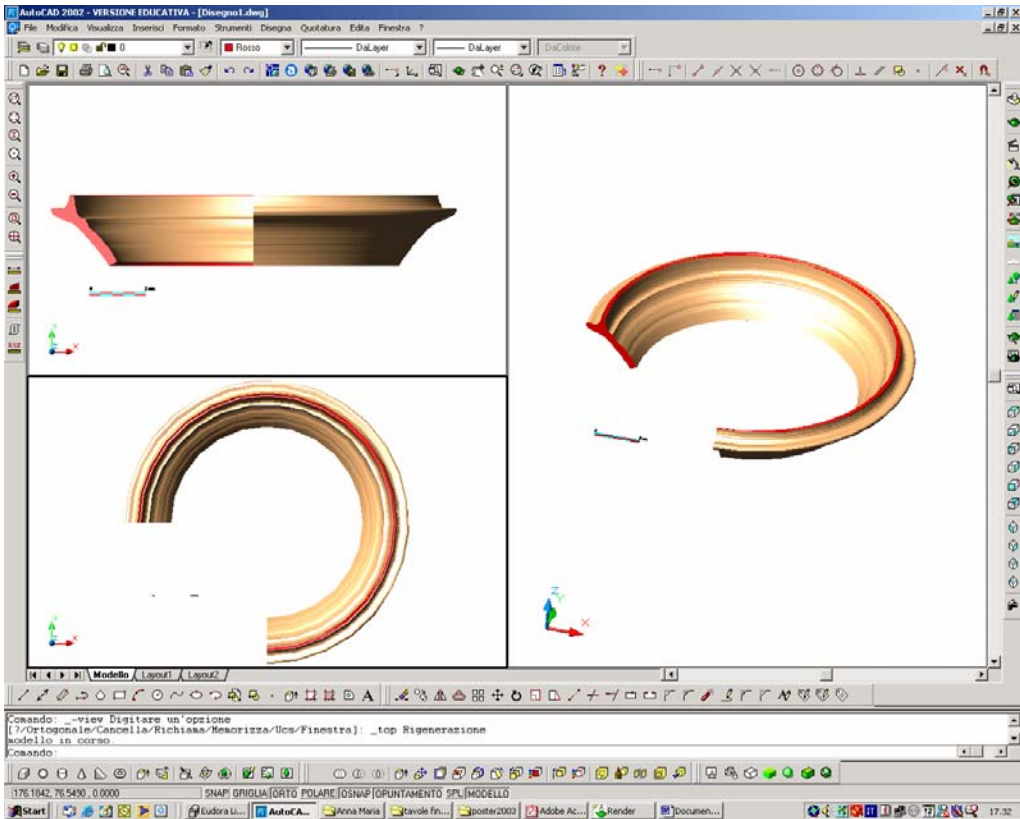 AutoCAD 2002 - VERSIONE EDUCATIVA - [Disegno1.dwg]
File Modifica Visualizza Inserisci Formato Strumenti Disegna Quotatura Edita Finestra ?
0 Rosso DaLayer DaLayer DaColore
Y
X
Z
Y
X
Y
X
Modello Layout1 Layout2
Comando: _-view Digitare un'opzione
[?/Ortogonale/Cancella/Richiama/Memorizza/Ucs/Finestra]: _top Rigenerazione
modello in corso.
Comando:
176.1842, 76.5490 , 0.0000 SNAP GRIGLIA ORTO POLARE OSNAP OPUNTAMENTO SPL MODELLO
Start Eudora L... AutoCA... Anna Maria tavole fin... poster2003 Adobe Ac... Render Documen... 17.32